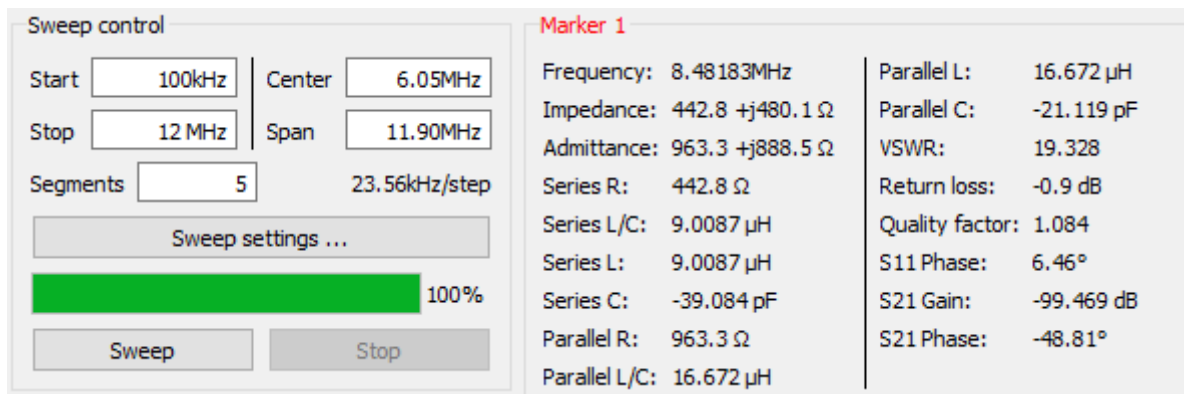 Sweep control
Start 100kHz Center 6.05MHz
Stop 12 MHz Span 11.90MHz
Segments 5 23.56kHz/step
Sweep settings ...
100%
Sweep Stop
Marker 1
Frequency: 8.48183MHz
Impedance: 442.8 +j480.1 Ω
Admittance: 963.3 +j888.5 Ω
Series R: 442.8 Ω
Series L/C: 9.0087 μH
Series L: 9.0087 μH
Series C: -39.084 pF
Parallel R: 963.3 Ω
Parallel L/C: 16.672 μH
Parallel L: 16.672 μH
Parallel C: -21.119 pF
VSWR: 19.328
Return loss: -0.9 dB
Quality factor: 1.084
S11 Phase: 6.46°
S21 Gain: -99.469 dB
S21 Phase: -48.81°